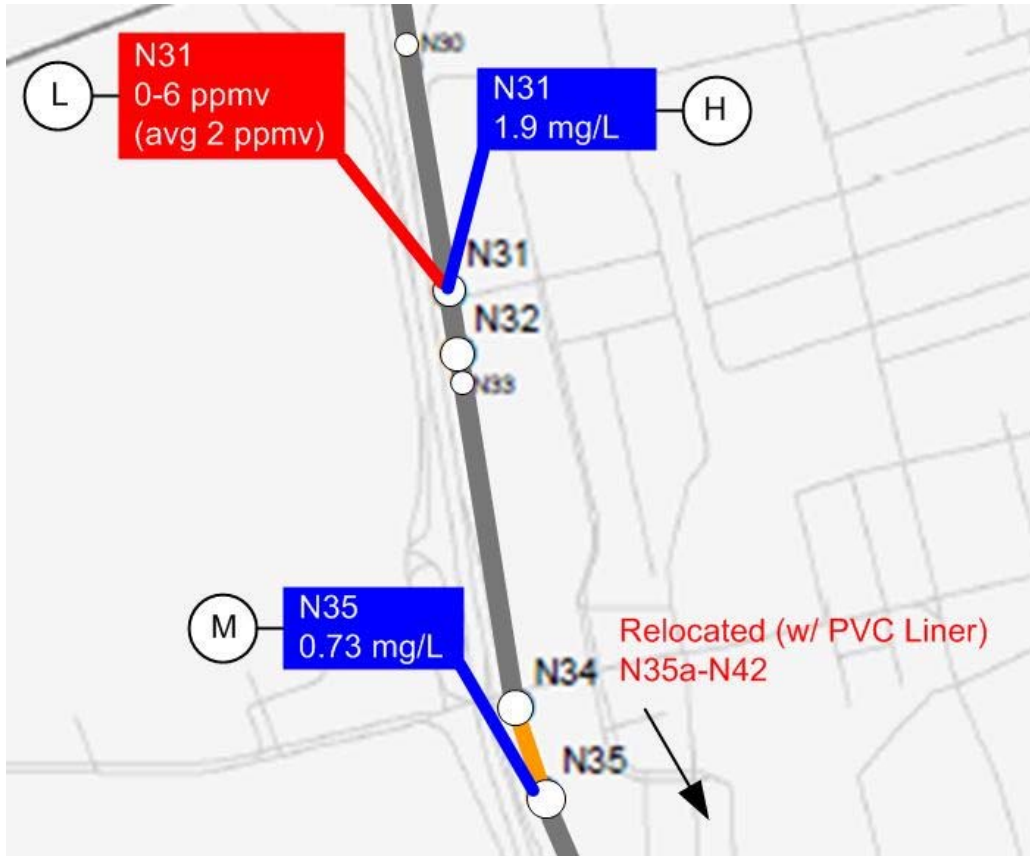 N30
L
N31
0-6 ppmv
(avg 2 ppmv)
N31
1.9 mg/L
H
N31
N32
N33
M
N35
0.73 mg/L
Relocated (w/ PVC Liner)
N35a-N42
N34
N35